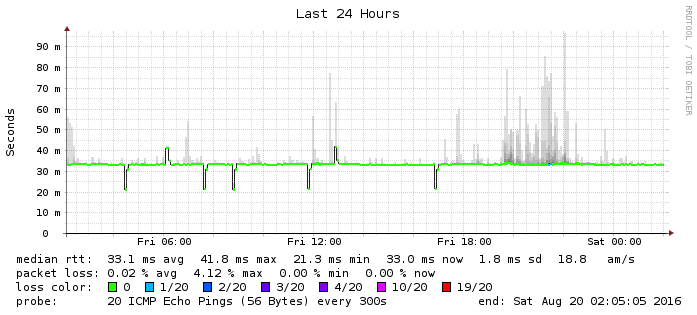 Last 24 Hours
RRDTOOL / TOBI OETIKER
Seconds
90 m
80 m
70 m
60 m
50 m
40 m
30 m
20 m
10 m
0
Fri 06:00 Fri 12:00 Fri 18:00 Sat 00:00
median rtt: 33.1 ms avg 41.8 ms max 21.3 ms min 33.0 ms now 1.8 ms sd 18.8 am/s
packet loss: 0.02 % avg 4.12 % max 0.00 % min 0.00 % now
loss color: 0 1/20 2/20 3/20 4/20 10/20 19/20
probe: 20 ICMP Echo Pings (56 Bytes) every 300s end: Sat Aug 20 02:05:05 2016